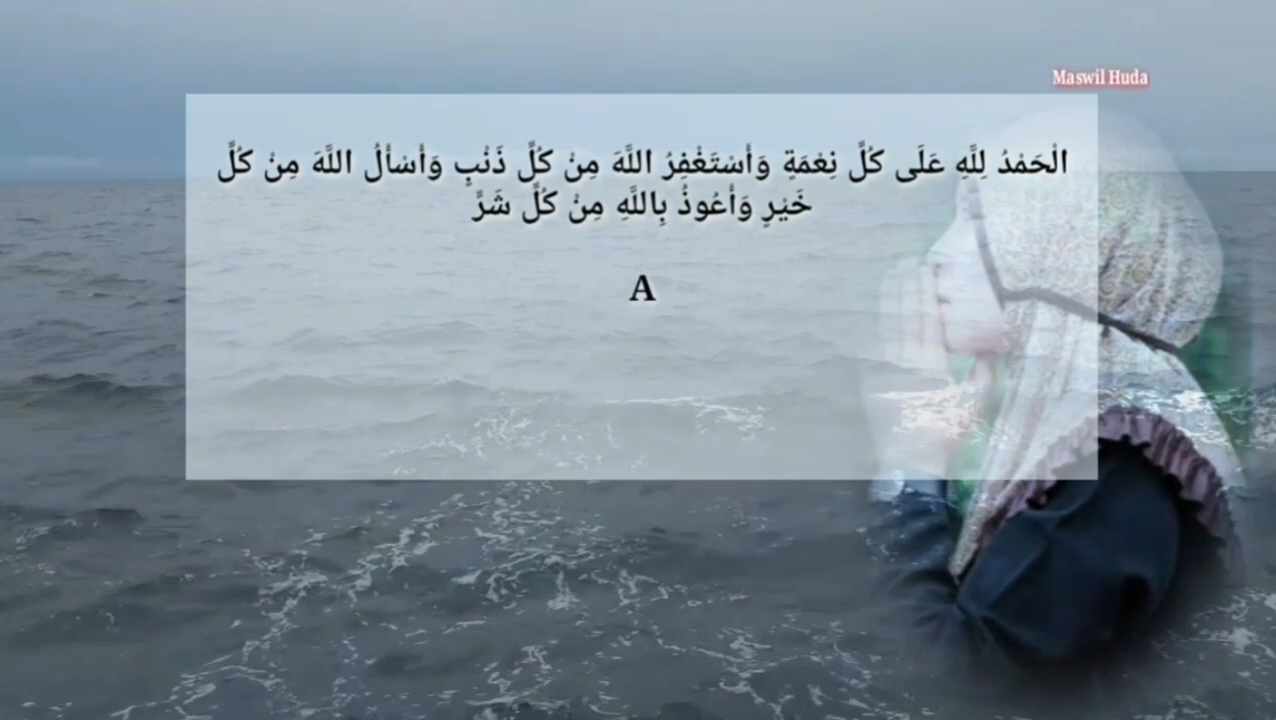 Maswil Huda
الْحَمْدُ لِلَّهِ عَلَى كُلِّ نِعْمَةِ وَأَسْتَغْفِرُ اللَّهَ مِنْ كُلِّ ذَنْبٍ وَأَسْأَلُ اللَّهَ مِنْ كُلِّ
خَيْرٍ وَأَعُوذُ بِاللَّهِ مِنْ كُلِّ شَرِّ
A